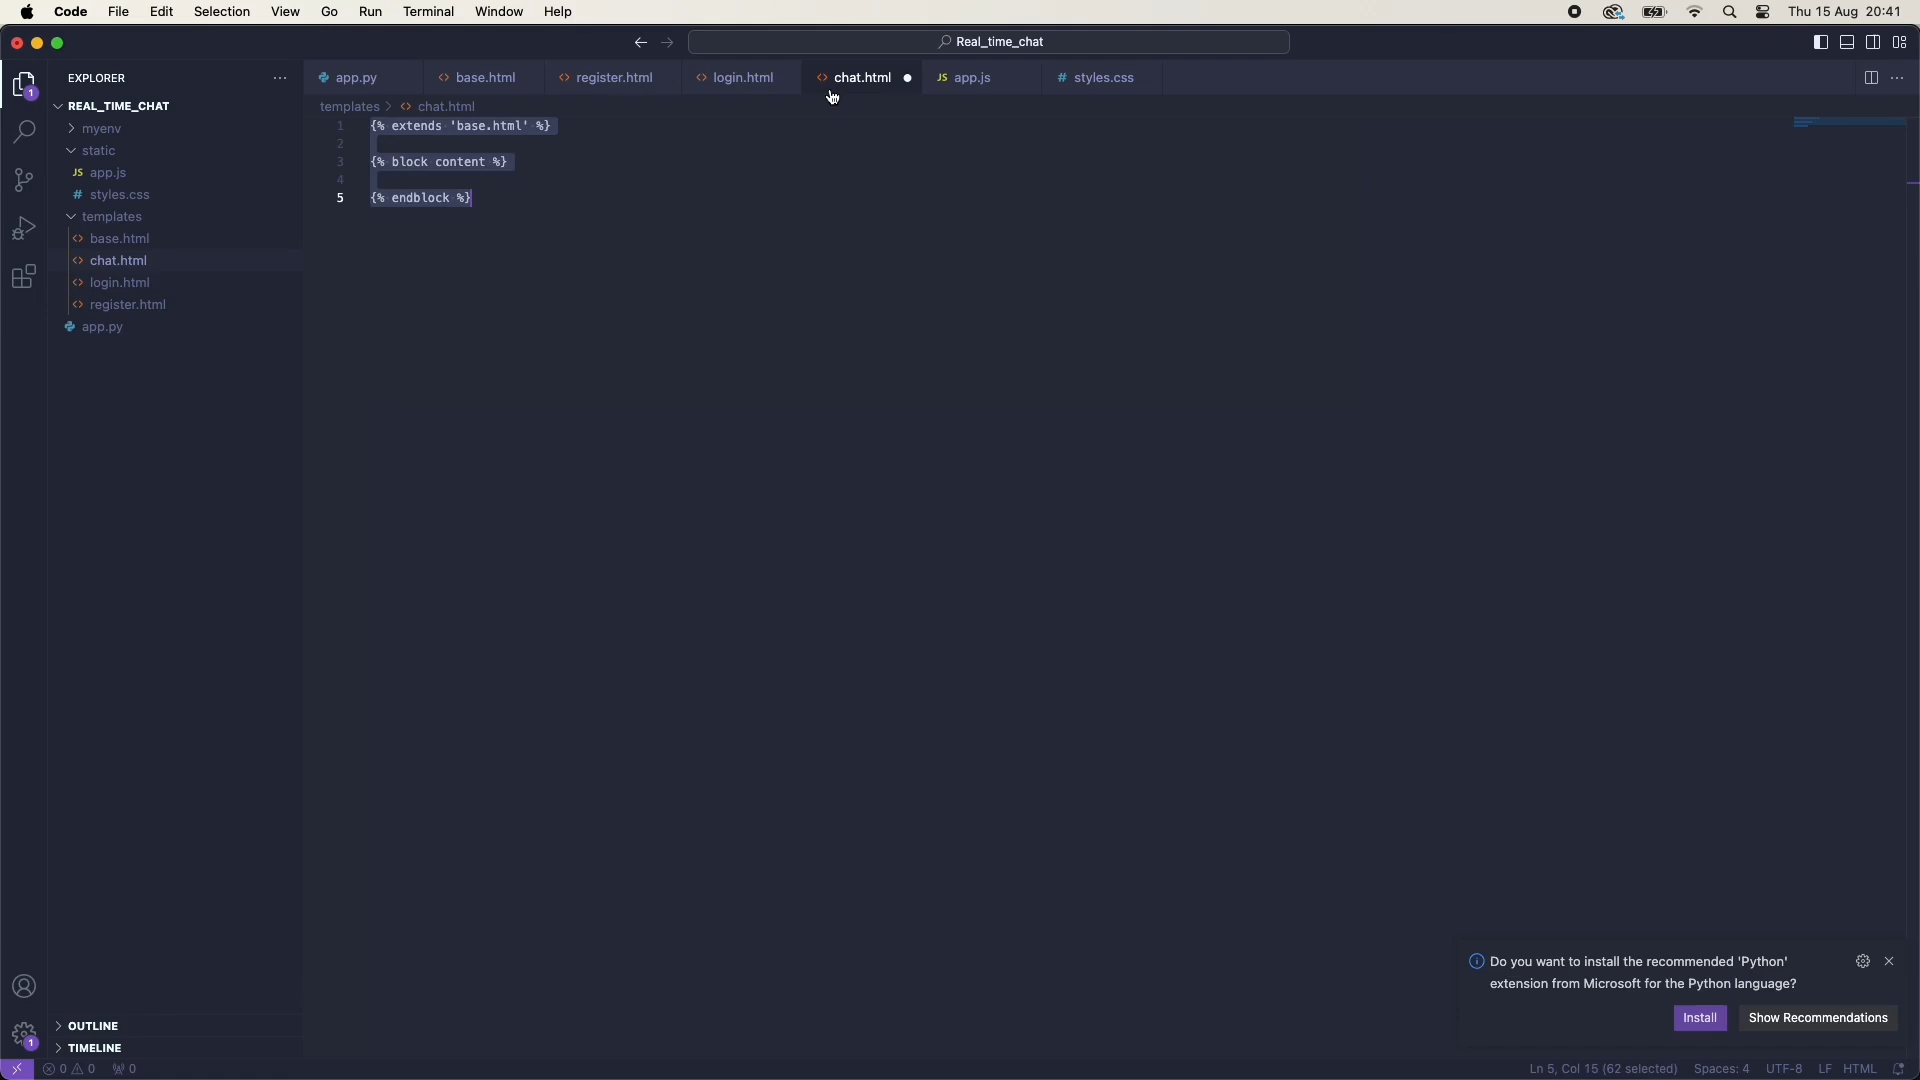 Code File Edit Selection View Go Run Terminal Window Help Thu 15 Aug 20:41
Real_time_chat
EXPLORER
app.py base.html register.html login.html chat.html JS app.js # styles.css
templates > chat.html
REAL_TIME_CHAT
myenv
static
JS app.js
# styles.css
templates
base.html
chat.html
login.html
register.html
app.py
1 {% extends 'base.html' %}
2
3 {% block content %}
4
5 {% endblock %}
1
Do you want to install the recommended 'Python'
extension from Microsoft for the Python language?
Install Show Recommendations
OUTLINE
TIMELINE
1
0 0 0 Ln 5, Col 15 (62 selected) Spaces: 4 UTF-8 LF HTML